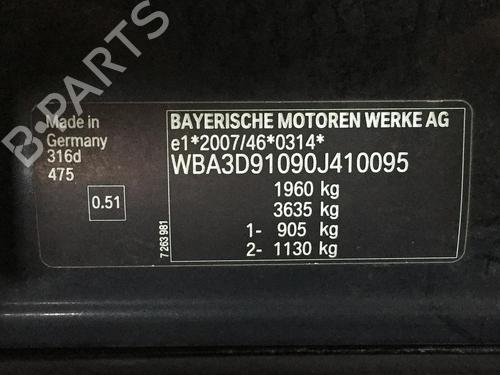 B-PARTS
Made in
Germany
316d
475
0.51
7 263 981
BAYERISCHE MOTOREN WERKE AG
e1*2007/46*0314*
WBA3D91090J410095
1960 kg
3635 kg
1- 905 kg
2- 1130 kg